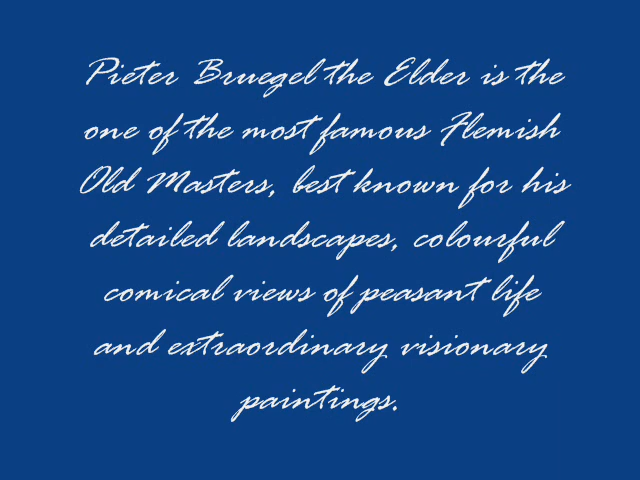 Pieter Bruegel the Elder is the
one of the most famous Flemish
Old Masters, best known for his
detailed landscapes, colourful
comical views of peasant life
and extraordinary visionary
paintings.